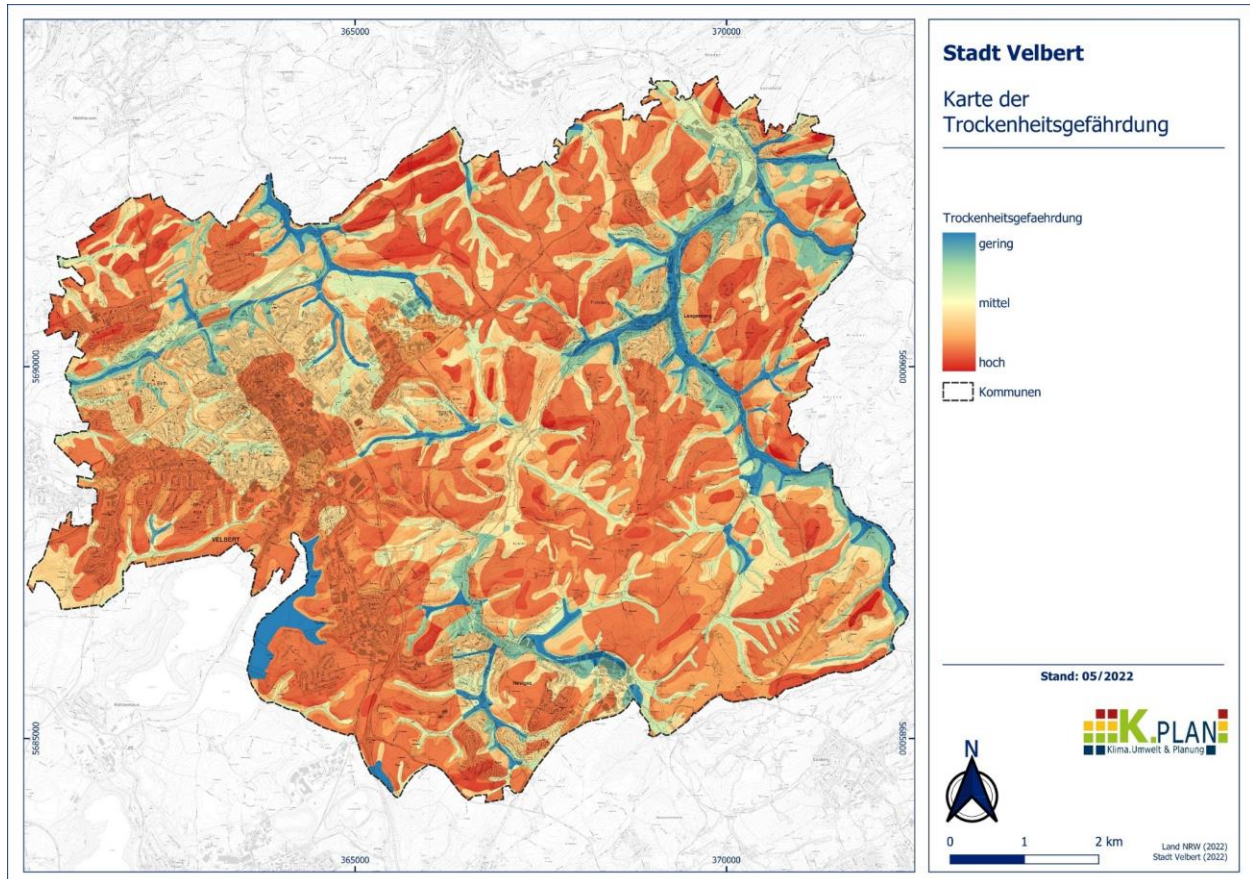 365000
370000
5690000
5690000
5685000
5685000
VELBERT
Langenberg
Neviges
365000
370000
Stadt Velbert
Karte der
Trockenheitsgefährdung
Trockenheitsgefaehrdung
gering
mittel
hoch
Kommunen
Stand: 05/2022
K.PLAN
Klima.Umwelt & Planung
N
0 1 2 km
Land NRW (2022)
Stadt Velbert (2022)